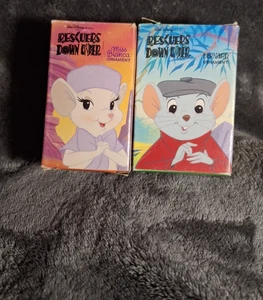 RESCUERS
DOWN UNDER
Miss
Bianca
ORNAMENT
RESCUERS
DOWN UNDER
ORNAMENT